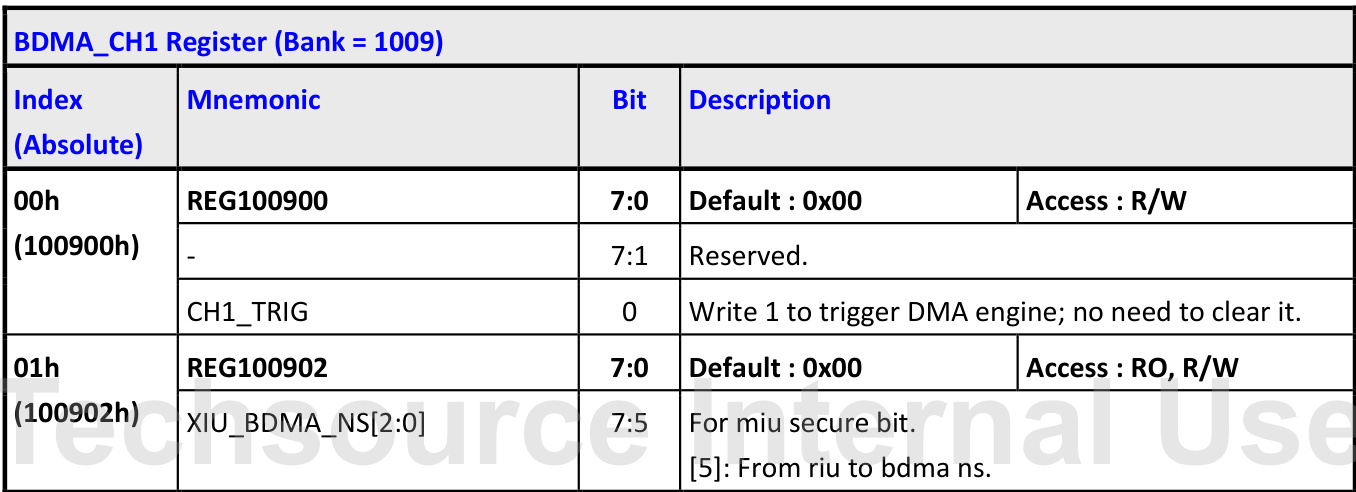 BDMA_CH1 Register (Bank = 1009)
Index (Absolute) Mnemonic Bit Description
00h (100900h) REG100900 7:0 Default : 0x00 Access : R/W
- 7:1 Reserved.
CH1_TRIG 0 Write 1 to trigger DMA engine; no need to clear it.
01h (100902h) REG100902 7:0 Default : 0x00 Access : RO, R/W
XIU_BDMA_NS[2:0] 7:5 For miu secure bit.
[5]: From riu to bdma ns.
Techsource Internal Use